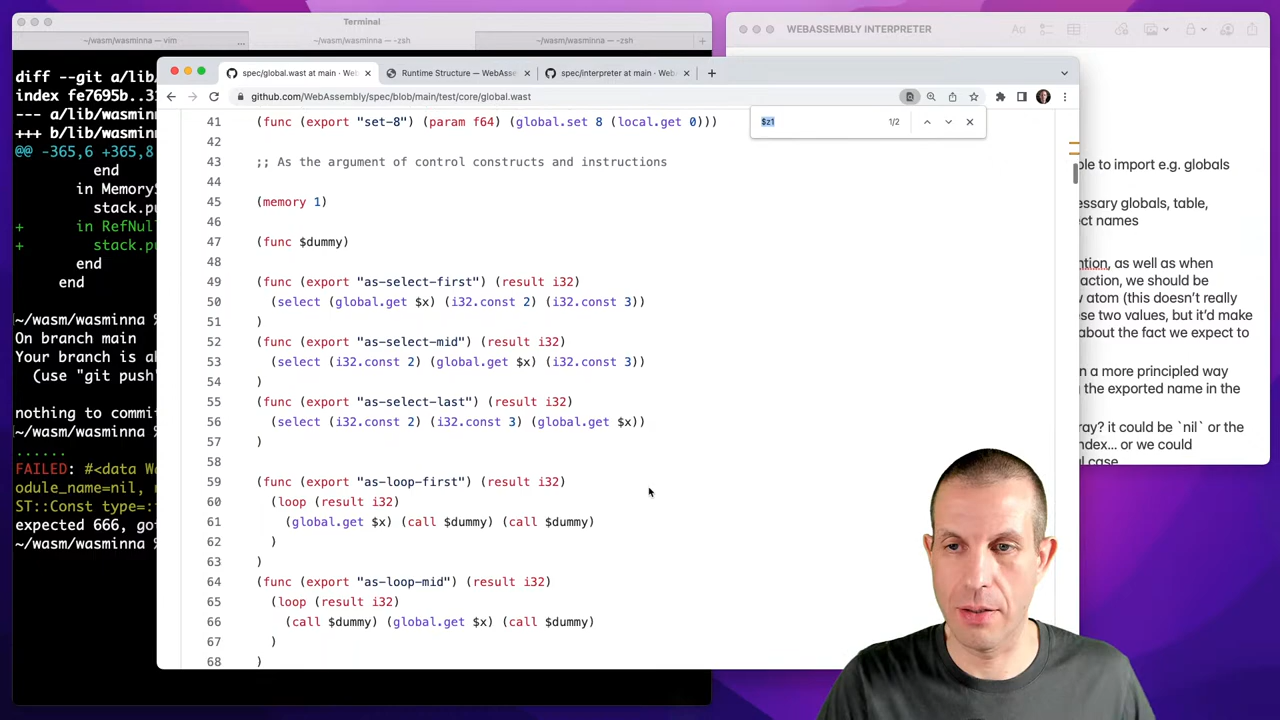 Terminal
~/wasm/wasminna — vim
...
~/wasm/wasminna — -zsh
~/wasm/wasminna — -zsh
diff --git a/lib
index fe7695b..3
--- a/lib/wasminn
+++ b/lib/wasminn
@@ -365,6 +365,8
end
in MemoryS
stack.pu
+ in RefNul
+ stack.pu
end
end
~/wasm/wasminna %
On branch main
Your branch is a
(use "git push"
nothing to commi
~/wasm/wasminna %
......
FAILED: #<data W
odule_name=nil,
ST::Const type=:
expected 666, go
~/wasm/wasminna %
WEBASSEMBLY INTERPRETER
Aa
ble to import e.g. globals
essary globals, table,
ect names
ntion, as well as when
action, we should be
w atom (this doesn't really
ese two values, but it'd make
about the fact we expect to
n a more principled way
g the exported name in the
ray? it could be `nil` or the
ndex... or we could
al case
spec/global.wast at main · Web
Runtime Structure — WebAsse
spec/interpreter at main · Web
github.com/WebAssembly/spec/blob/main/test/core/global.wast
$z1
1/2
41 (func (export "set-8") (param f64) (global.set 8 (local.get 0)))
42
43 ;; As the argument of control constructs and instructions
44
45 (memory 1)
46
47 (func $dummy)
48
49 (func (export "as-select-first") (result i32)
50 (select (global.get $x) (i32.const 2) (i32.const 3))
51 )
52 (func (export "as-select-mid") (result i32)
53 (select (i32.const 2) (global.get $x) (i32.const 3))
54 )
55 (func (export "as-select-last") (result i32)
56 (select (i32.const 2) (i32.const 3) (global.get $x))
57 )
58
59 (func (export "as-loop-first") (result i32)
60 (loop (result i32)
61 (global.get $x) (call $dummy) (call $dummy)
62 )
63 )
64 (func (export "as-loop-mid") (result i32)
65 (loop (result i32)
66 (call $dummy) (global.get $x) (call $dummy)
67 )
68 )